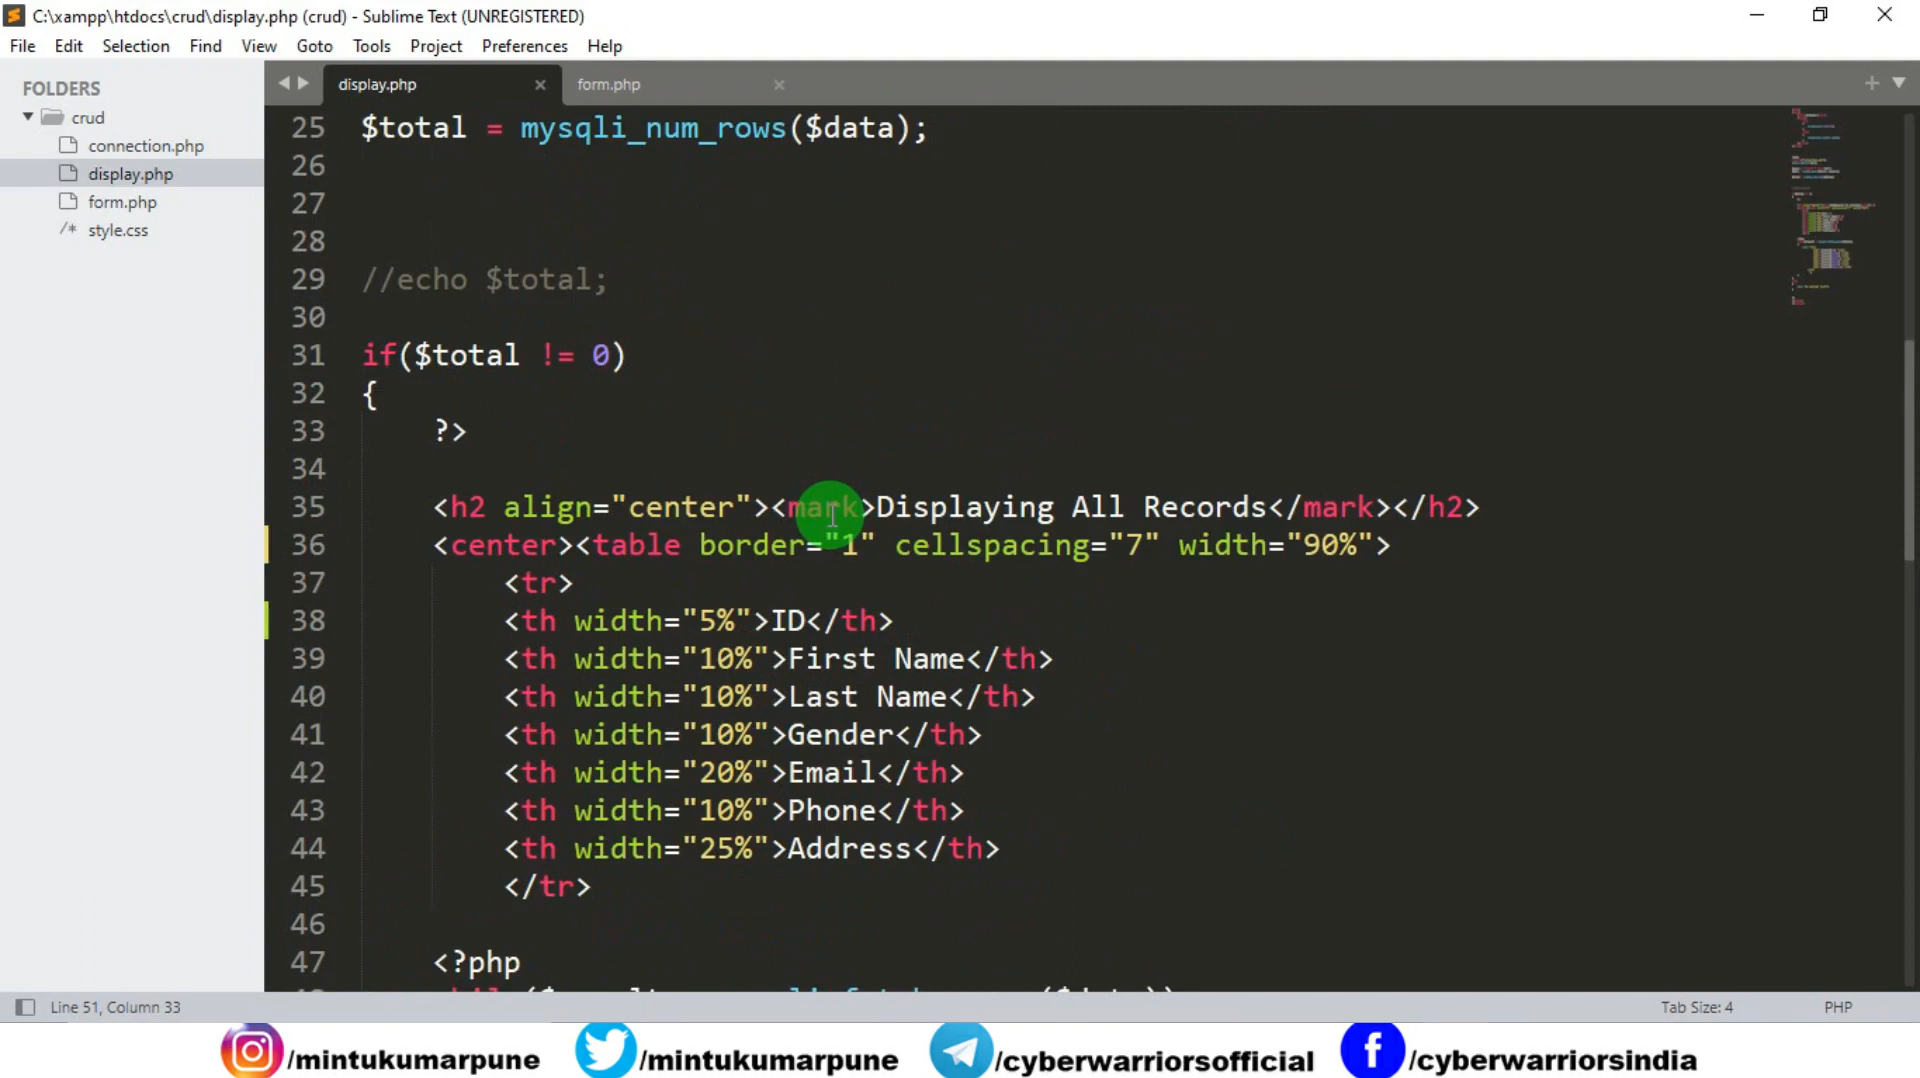 C:\xampp\htdocs\crud\display.php (crud) - Sublime Text (UNREGISTERED)
File Edit Selection Find View Goto Tools Project Preferences Help
FOLDERS
crud
connection.php
display.php
form.php
/* style.css
display.php form.php
25 $total = mysqli_num_rows($data);
26
27
28
29 //echo $total;
30
31 if($total != 0)
32 {
33 ?>
34
35 <h2 align="center"><mark>Displaying All Records</mark></h2>
36 <center><table border="1" cellspacing="7" width="90%">
37 <tr>
38 <th width="5%">ID</th>
39 <th width="10%">First Name</th>
40 <th width="10%">Last Name</th>
41 <th width="10%">Gender</th>
42 <th width="20%">Email</th>
43 <th width="10%">Phone</th>
44 <th width="25%">Address</th>
45 </tr>
46
47 <?php
Line 51, Column 33 Tab Size: 4 PHP
/mintukumarpune /mintukumarpune /cyberwarriorsofficial /cyberwarriorsindia